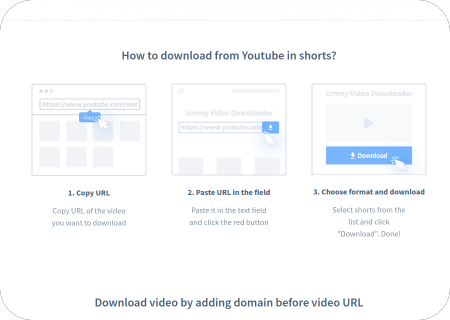 How to download from Youtube in shorts?
https://www.youtube.com/wat
Ummy Video Downloader
https://www.youtube.com
Ummy Video Downloader
Download
1. Copy URL
Copy URL of the video
you want to download
2. Paste URL in the field
Paste it in the text field
and click the red button
3. Choose format and download
Select shorts from the
list and click
"Download". Done!
Download video by adding domain before video URL